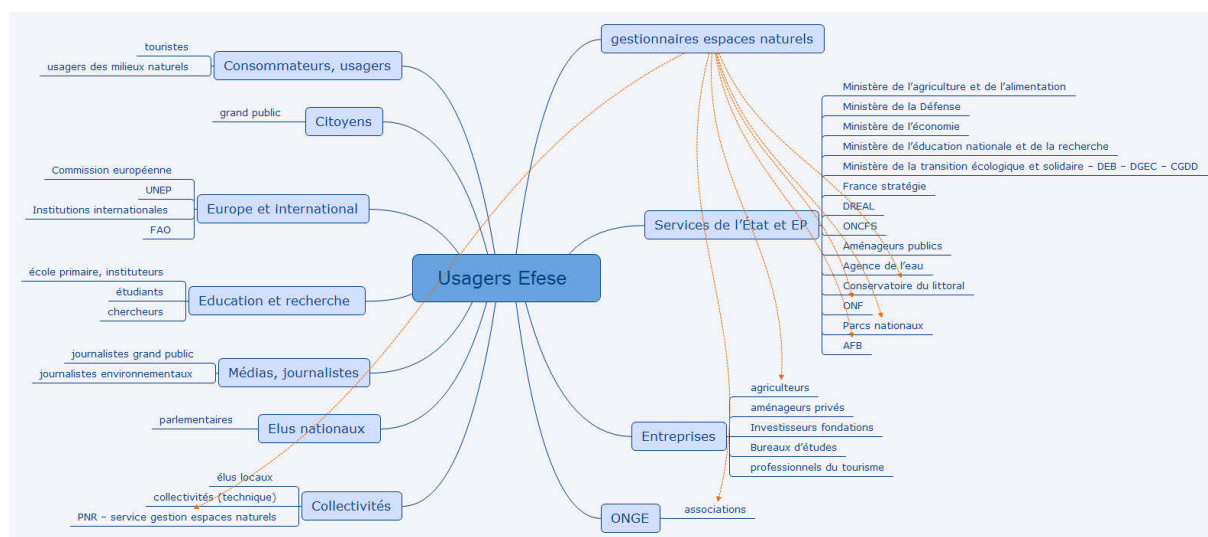 Usagers Efese
Consommateurs, usagers
touristes
usagers des milieux naturels
Citoyens
grand public
Europe et international
Commission européenne
UNEP
Institutions internationales
FAO
Education et recherche
école primaire, instituteurs
étudiants
chercheurs
Médias, journalistes
journalistes grand public
journalistes environnementaux
Elus nationaux
parlementaires
Collectivités
élus locaux
collectivités (technique)
PNR – service gestion espaces naturels
gestionnaires espaces naturels
Services de l'État et EP
Ministère de l'agriculture et de l'alimentation
Ministère de la Défense
Ministère de l'économie
Ministère de l'éducation nationale et de la recherche
Ministère de la transition écologique et solidaire – DEB – DGEC – CGDD
France stratégie
DREAL
ONCFS
Aménageurs publics
Agence de l'eau
Conservatoire du littoral
ONF
Parcs nationaux
AFB
Entreprises
agriculteurs
aménageurs privés
Investisseurs fondations
Bureaux d'études
professionnels du tourisme
ONGE
associations